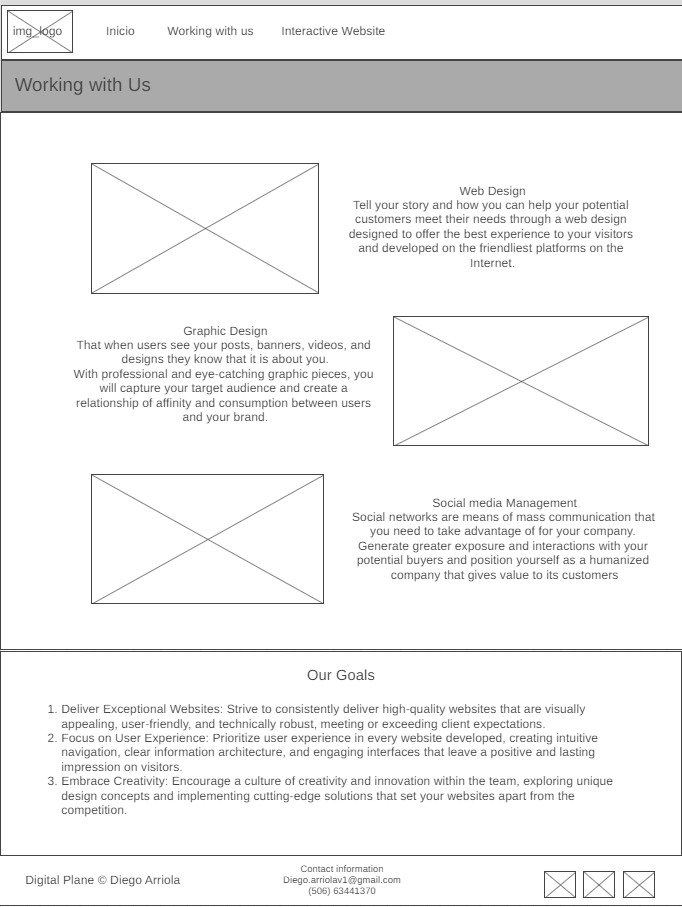 img_logo
Inicio
Working with us
Interactive Website
Working with Us
Web Design
Tell your story and how you can help your potential
customers meet their needs through a web design
designed to offer the best experience to your visitors
and developed on the friendliest platforms on the
Internet.
Graphic Design
That when users see your posts, banners, videos, and
designs they know that it is about you.
With professional and eye-catching graphic pieces, you
will capture your target audience and create a
relationship of affinity and consumption between users
and your brand.
Social media Management
Social networks are means of mass communication that
you need to take advantage of for your company.
Generate greater exposure and interactions with your
potential buyers and position yourself as a humanized
company that gives value to its customers
Our Goals
1. Deliver Exceptional Websites: Strive to consistently deliver high-quality websites that are visually
appealing, user-friendly, and technically robust, meeting or exceeding client expectations.
2. Focus on User Experience: Prioritize user experience in every website developed, creating intuitive
navigation, clear information architecture, and engaging interfaces that leave a positive and lasting
impression on visitors.
3. Embrace Creativity: Encourage a culture of creativity and innovation within the team, exploring unique
design concepts and implementing cutting-edge solutions that set your websites apart from the
competition.
Digital Plane © Diego Arriola
Contact information
Diego.arriolav1@gmail.com
(506) 63441370